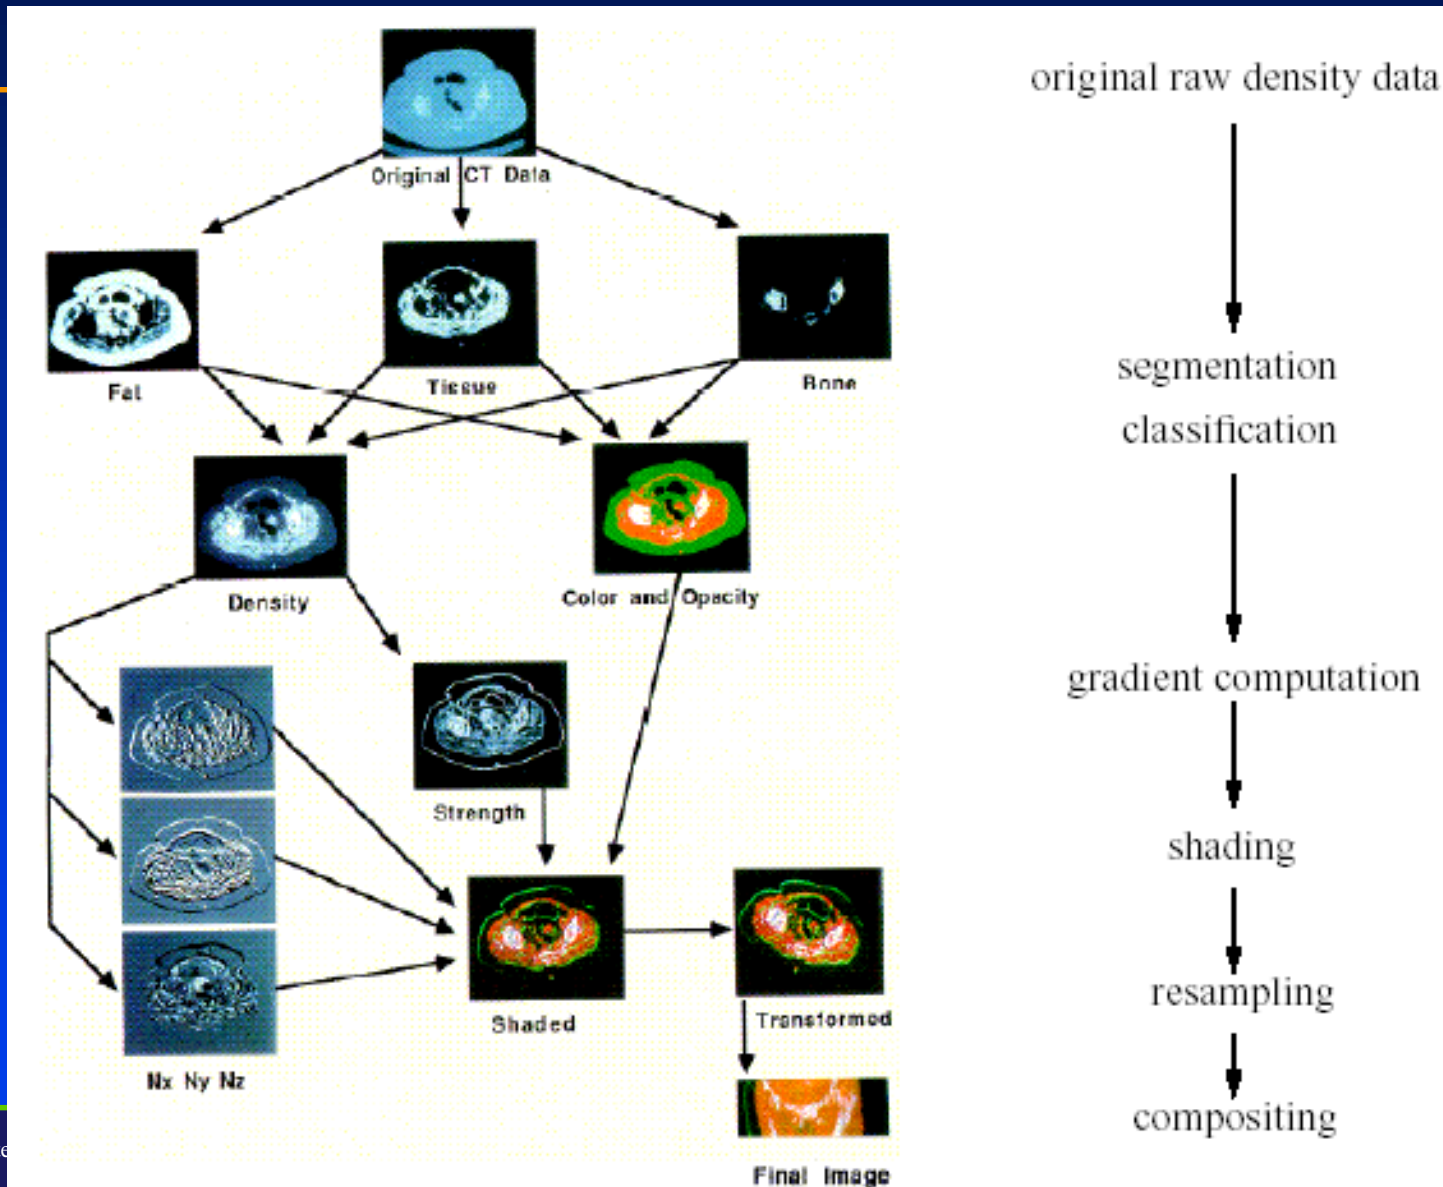 original raw density data
Original CT Data
Fat
Tissue
Bone
segmentation
classification
Density
Color and Opacity
gradient computation
Strength
shading
Shaded
Transformed
resampling
Nx Ny Nz
compositing
Final Image